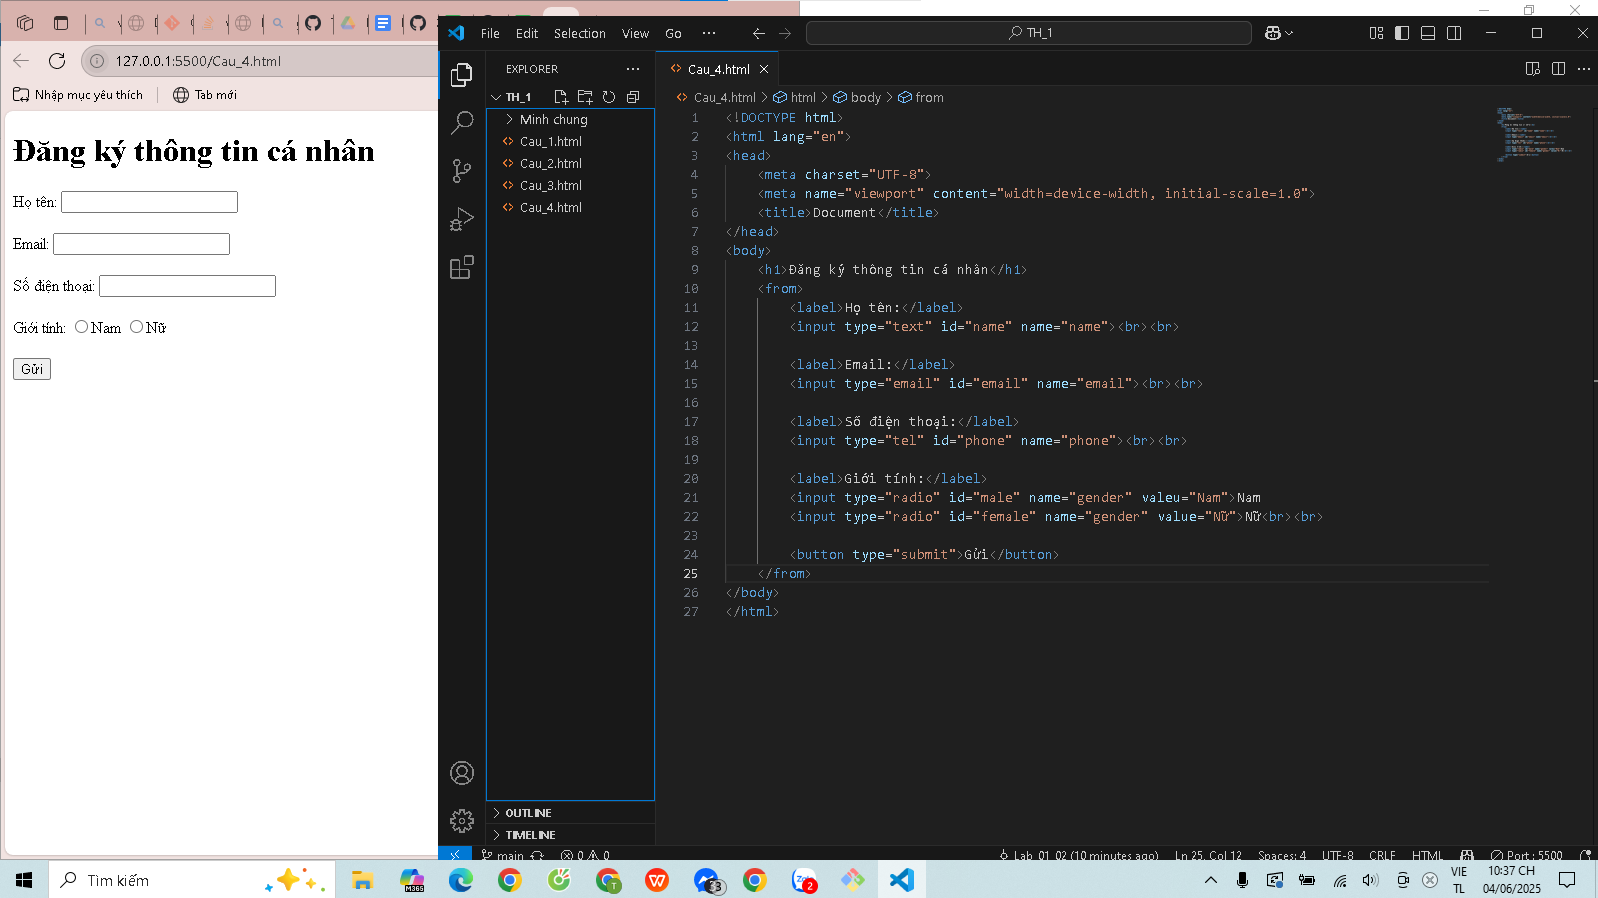 127.0.0.1:5500/Cau_4.html
Nhập mục yêu thích
Tab mới
Đăng ký thông tin cá nhân
Họ tên:
Email:
Số điện thoại:
Giới tính: Nam Nữ
Gửi
File Edit Selection View Go ···
TH_1
EXPLORER
TH_1
Minh chung
Cau_1.html
Cau_2.html
Cau_3.html
Cau_4.html
OUTLINE
TIMELINE
Cau_4.html
Cau_4.html > html > body > from
1 <!DOCTYPE html>
2 <html lang="en">
3 <head>
4 <meta charset="UTF-8">
5 <meta name="viewport" content="width=device-width, initial-scale=1.0">
6 <title>Document</title>
7 </head>
8 <body>
9 <h1>Đăng ký thông tin cá nhân</h1>
10 <from>
11 <label>Họ tên:</label>
12 <input type="text" id="name" name="name"><br><br>
13
14 <label>Email:</label>
15 <input type="email" id="email" name="email"><br><br>
16
17 <label>Số điện thoại:</label>
18 <input type="tel" id="phone" name="phone"><br><br>
19
20 <label>Giới tính:</label>
21 <input type="radio" id="male" name="gender" valeu="Nam">Nam
22 <input type="radio" id="female" name="gender" value="Nữ">Nữ<br><br>
23
24 <button type="submit">Gửi</button>
25 </from>
26 </body>
27 </html>
main 0 0 Lab_01_02 (10 minutes ago) Ln 25, Col 12 Spaces: 4 UTF-8 CRLF HTML Port : 5500
Tìm kiếm
M365
T
33
Zalo
2
VIE
TL
10:37 CH
04/06/2025